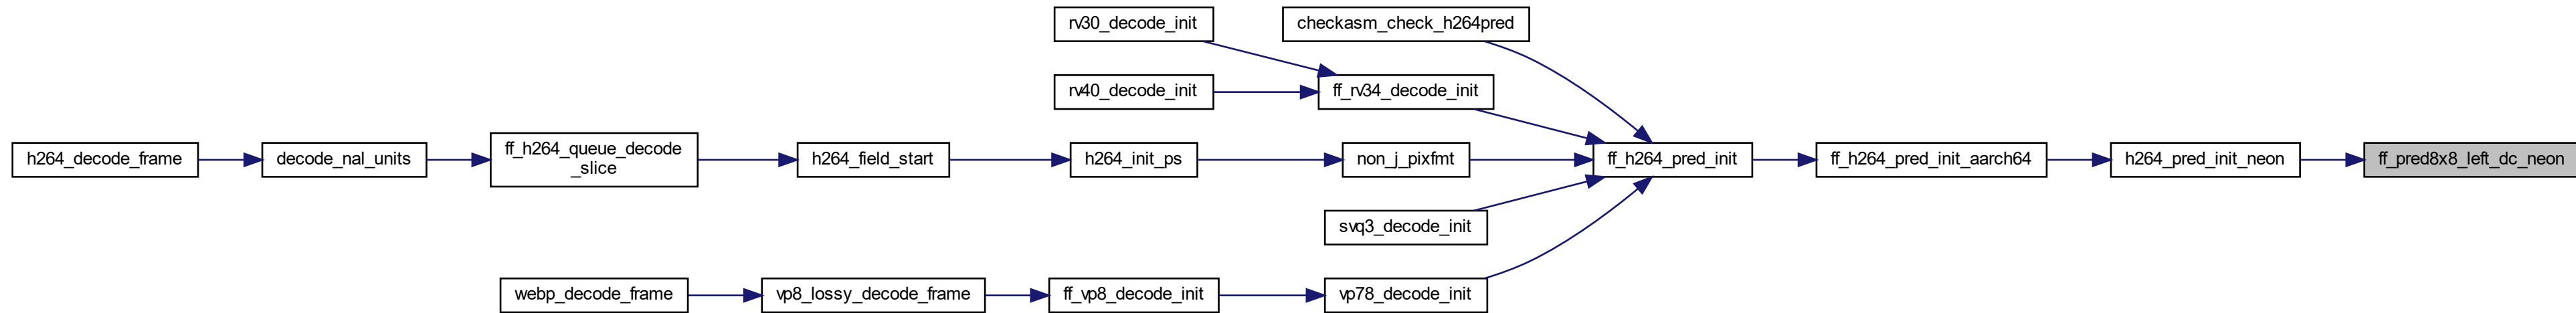 rv30_decode_init
checkasm_check_h264pred
rv40_decode_init
ff_rv34_decode_init
h264_decode_frame
decode_nal_units
ff_h264_queue_decode
_slice
h264_field_start
h264_init_ps
non_j_pixfmt
ff_h264_pred_init
ff_h264_pred_init_aarch64
h264_pred_init_neon
ff_pred8x8_left_dc_neon
svq3_decode_init
webp_decode_frame
vp8_lossy_decode_frame
ff_vp8_decode_init
vp78_decode_init